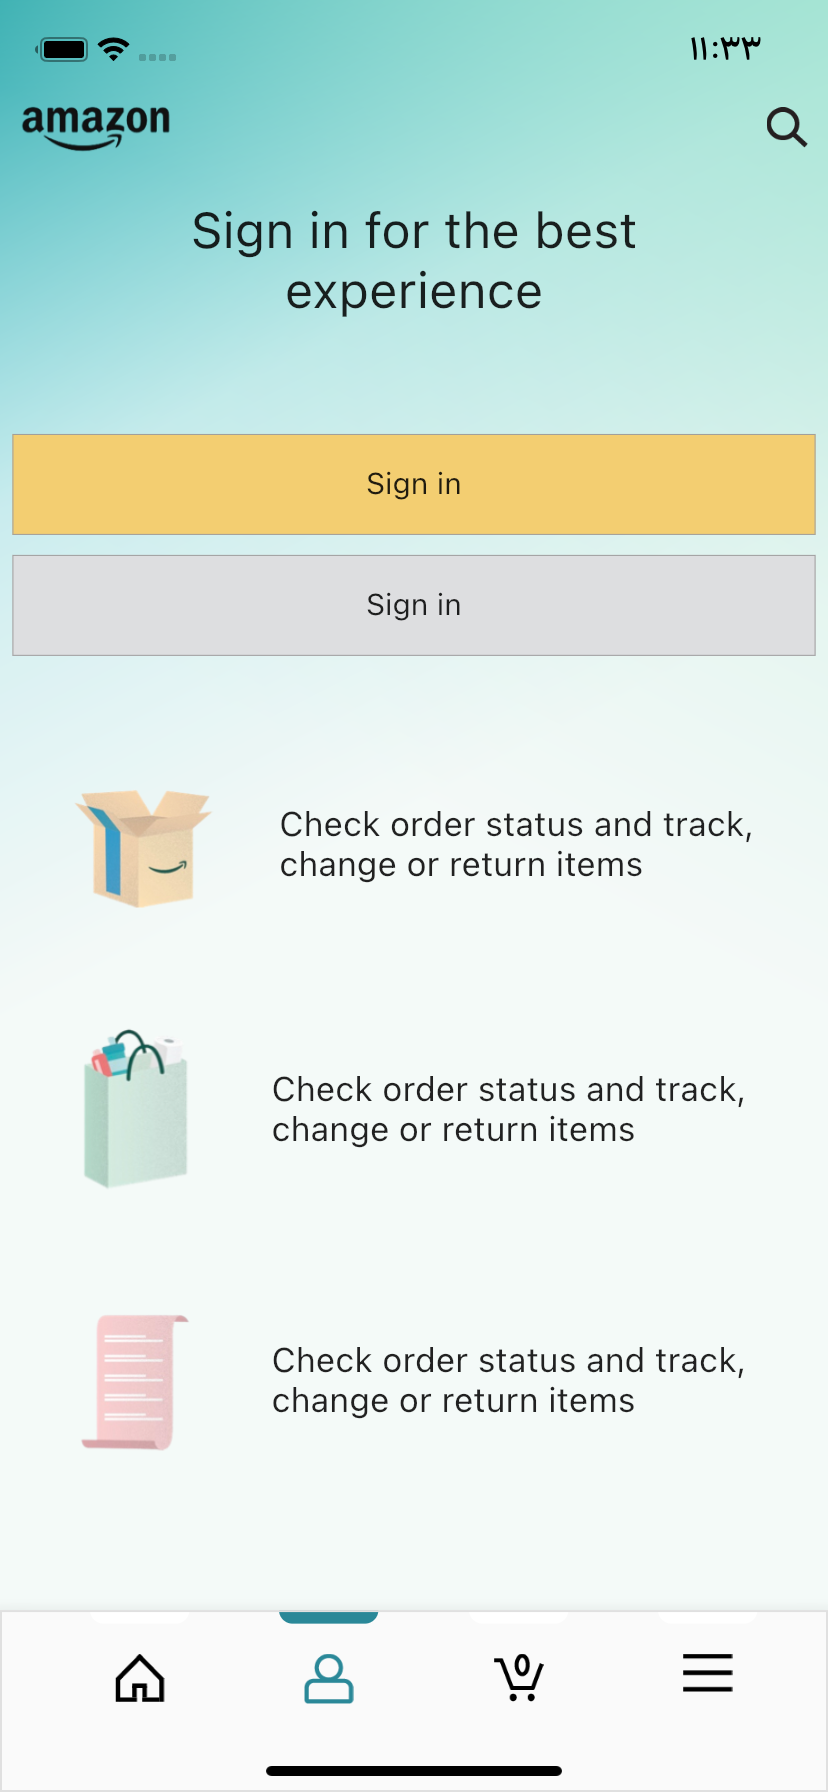 ١١:٣٣
amazon
Sign in for the best
experience
Sign in
Sign in
Check order status and track,
change or return items
Check order status and track,
change or return items
Check order status and track,
change or return items
0